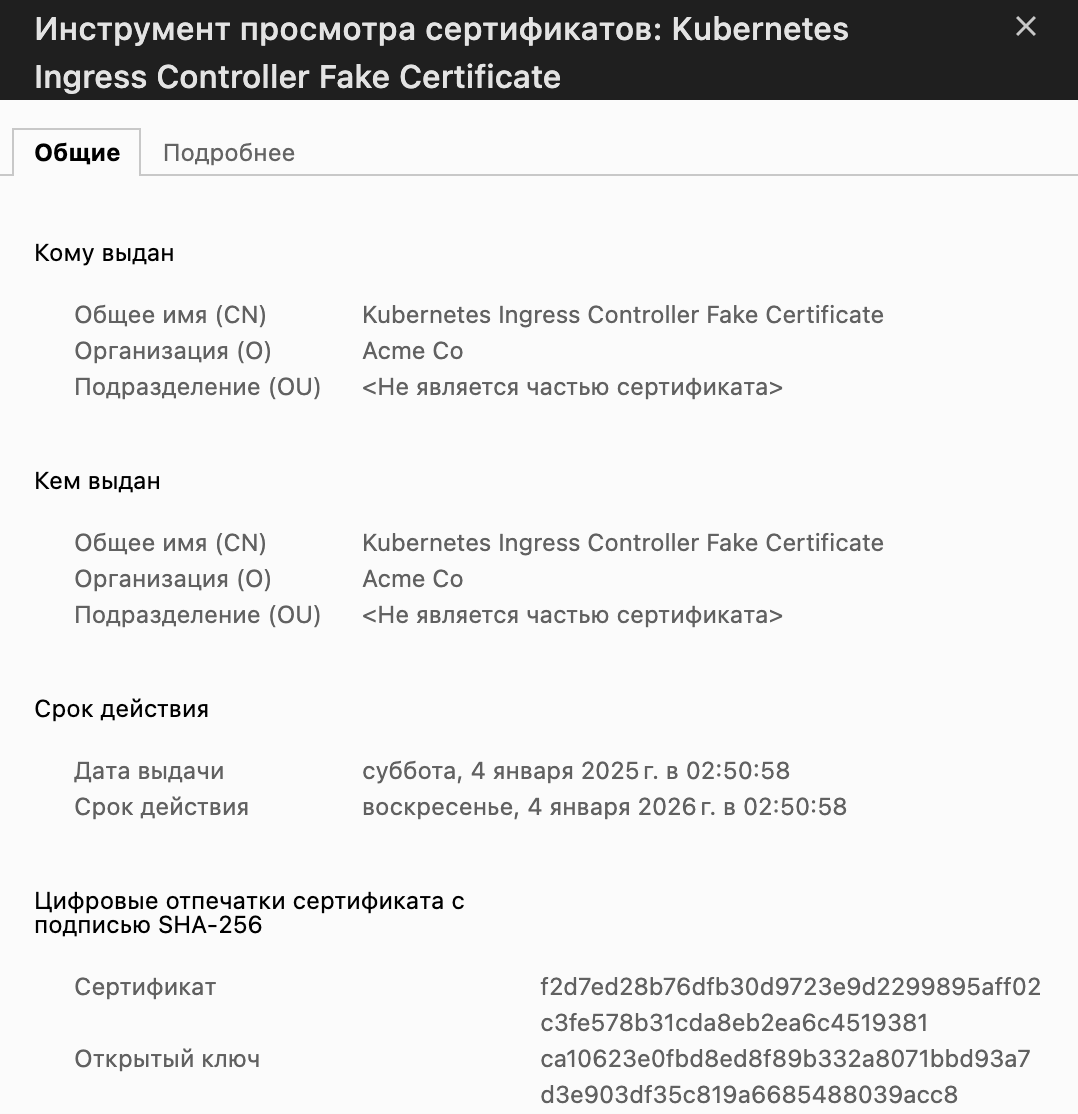 Инструмент просмотра сертификатов: Kubernetes
Ingress Controller Fake Certificate
Общие
Подробнее
Кому выдан
Общее имя (CN) Kubernetes Ingress Controller Fake Certificate
Организация (O) Acme Co
Подразделение (OU) <Не является частью сертификата>
Кем выдан
Общее имя (CN) Kubernetes Ingress Controller Fake Certificate
Организация (O) Acme Co
Подразделение (OU) <Не является частью сертификата>
Срок действия
Дата выдачи суббота, 4 января 2025 г. в 02:50:58
Срок действия воскресенье, 4 января 2026 г. в 02:50:58
Цифровые отпечатки сертификата с
подписью SHA-256
Сертификат f2d7ed28b76dfb30d9723e9d2299895aff02
c3fe578b31cda8eb2ea6c4519381
Открытый ключ ca10623e0fbd8ed8f89b332a8071bbd93a7
d3e903df35c819a6685488039acc8